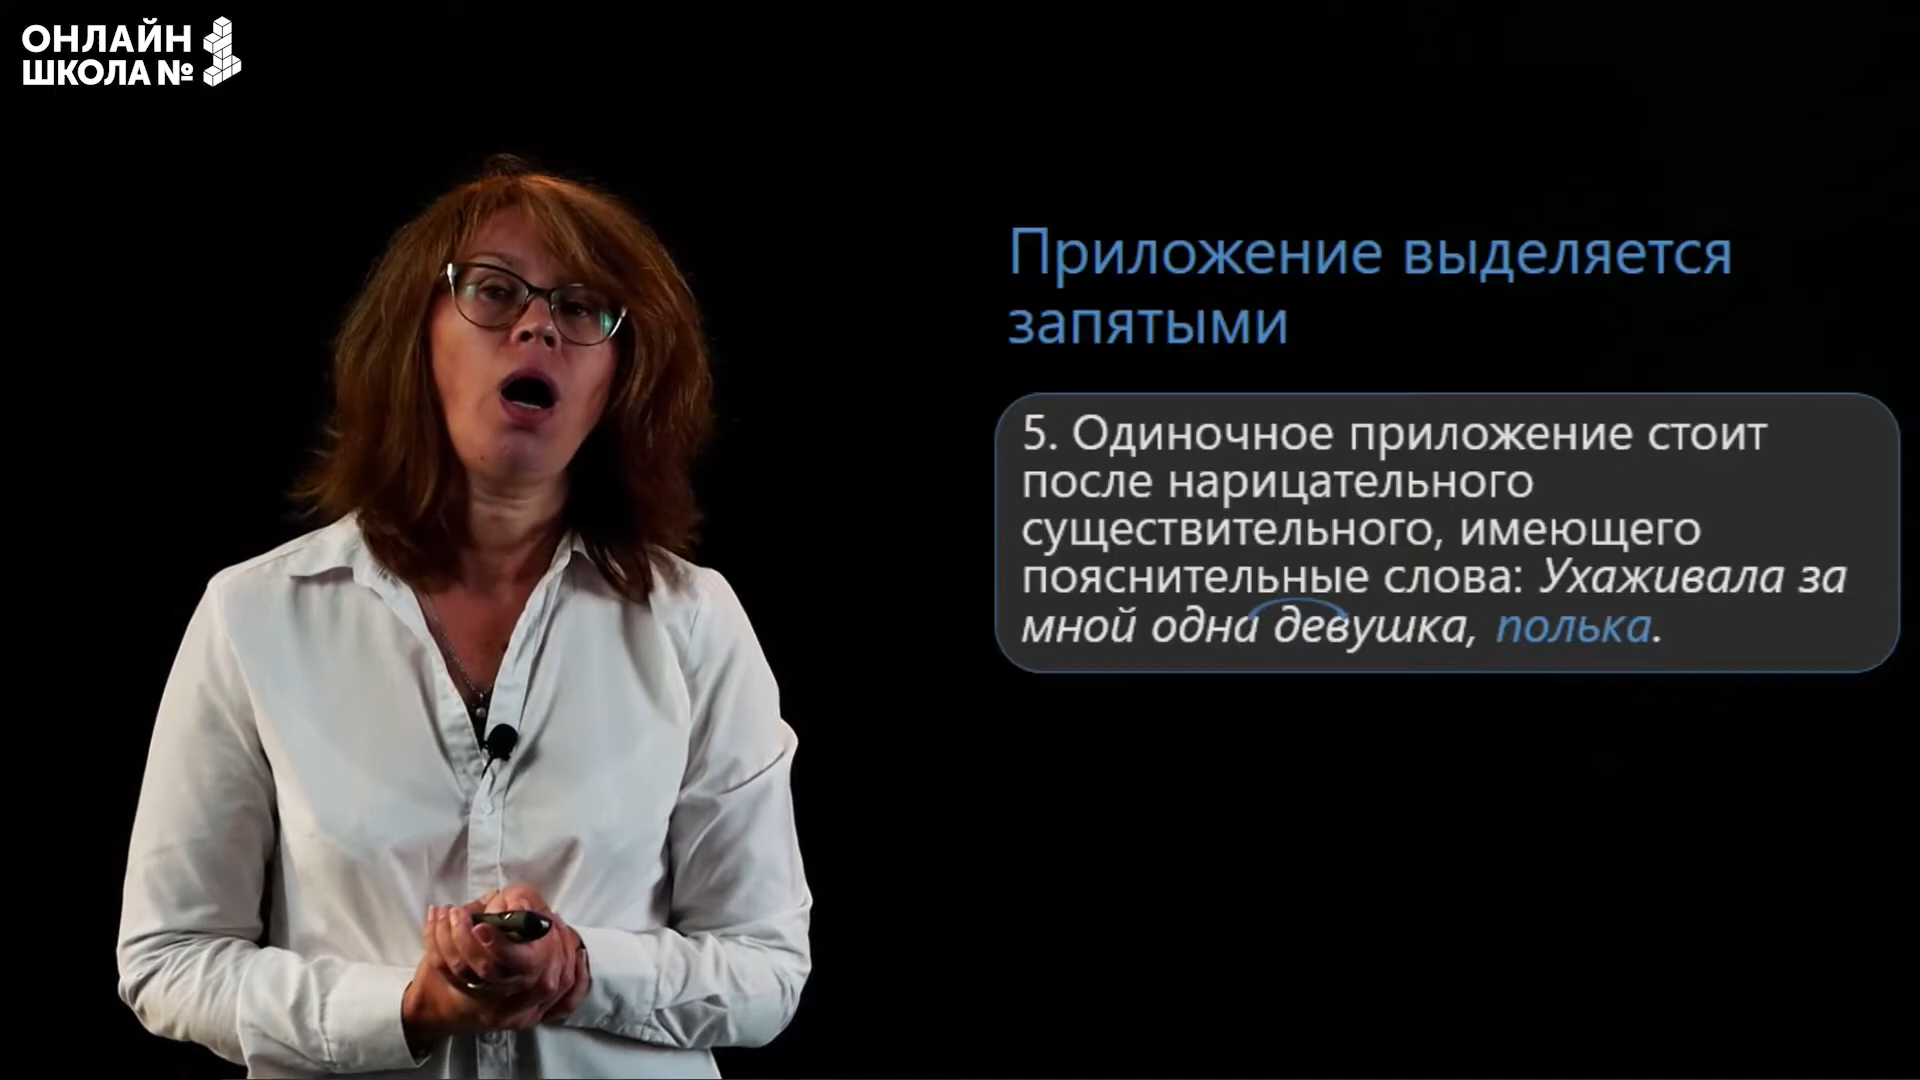 ОНЛАЙН
ШКОЛА №
Приложение выделяется
запятыми
5. Одиночное приложение стоит
после нарицательного
существительного, имеющего
пояснительные слова: Ухаживала за
мной одна девушка, полька.